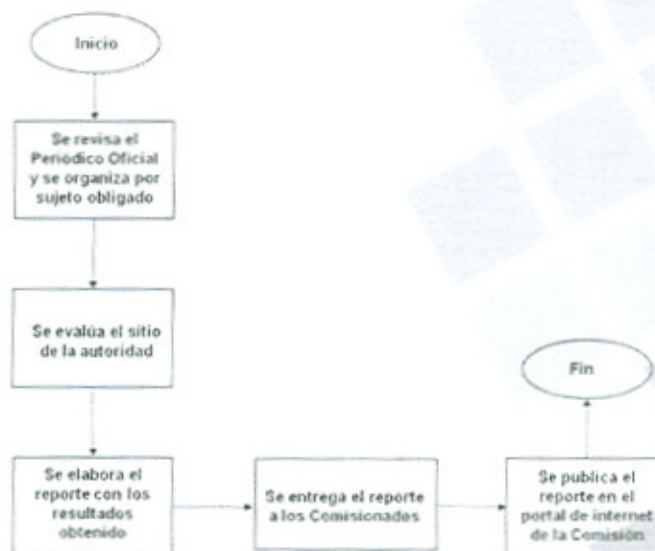 Inicio
Se revisa el
Periódico Oficial
y se organiza por
sujeto obligado
Se evalúa el sitio
de la autoridad
Se elabora el
reporte con los
resultados
obtenido
Se entrega el reporte
a los Comisionados
Se publica el
reporte en el
portal de internet
de la Comisión
Fin